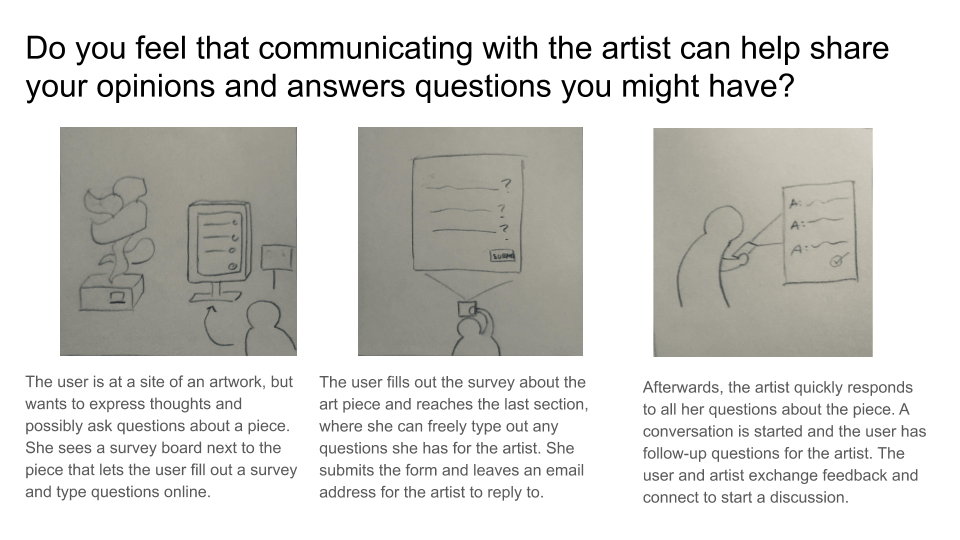 Do you feel that communicating with the artist can help share
your opinions and answers questions you might have?
?
?
?
SUBMIT
A:
A:
A:
The user is at a site of an artwork, but
wants to express thoughts and
possibly ask questions about a piece.
She sees a survey board next to the
piece that lets the user fill out a survey
and type questions online.
The user fills out the survey about the
art piece and reaches the last section,
where she can freely type out any
questions she has for the artist. She
submits the form and leaves an email
address for the artist to reply to.
Afterwards, the artist quickly responds
to all her questions about the piece. A
conversation is started and the user has
follow-up questions for the artist. The
user and artist exchange feedback and
connect to start a discussion.